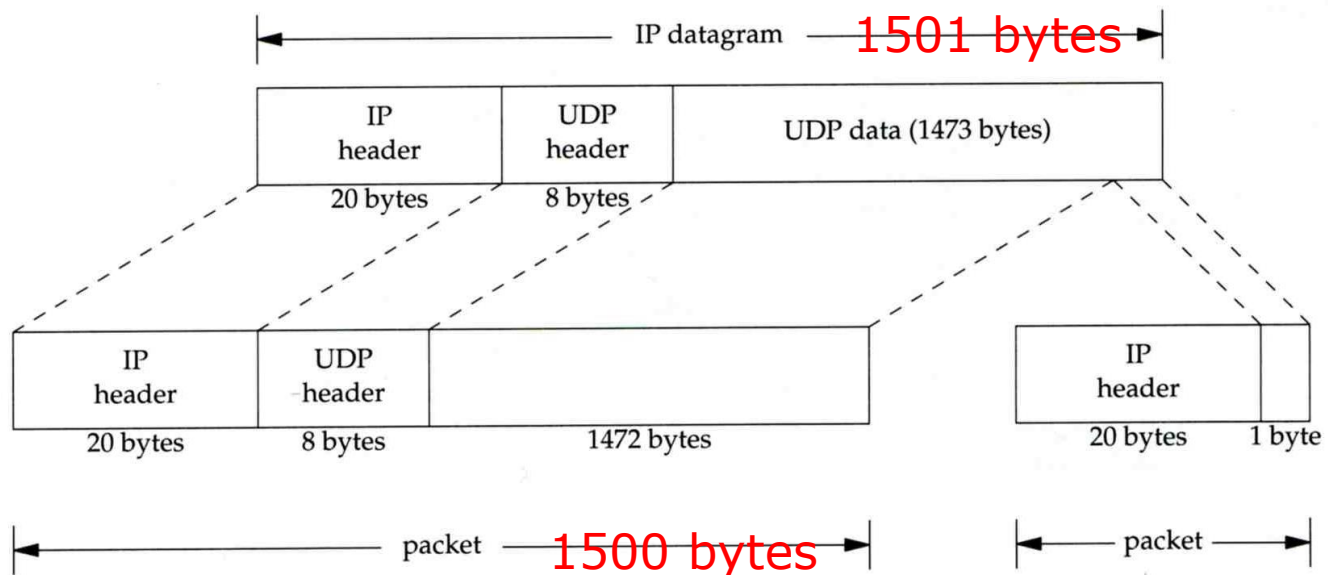 IP datagram 1501 bytes
IP header
UDP header
UDP data (1473 bytes)
20 bytes
8 bytes
IP header
UDP header
IP header
20 bytes
8 bytes
1472 bytes
20 bytes
1 byte
packet 1500 bytes
packet